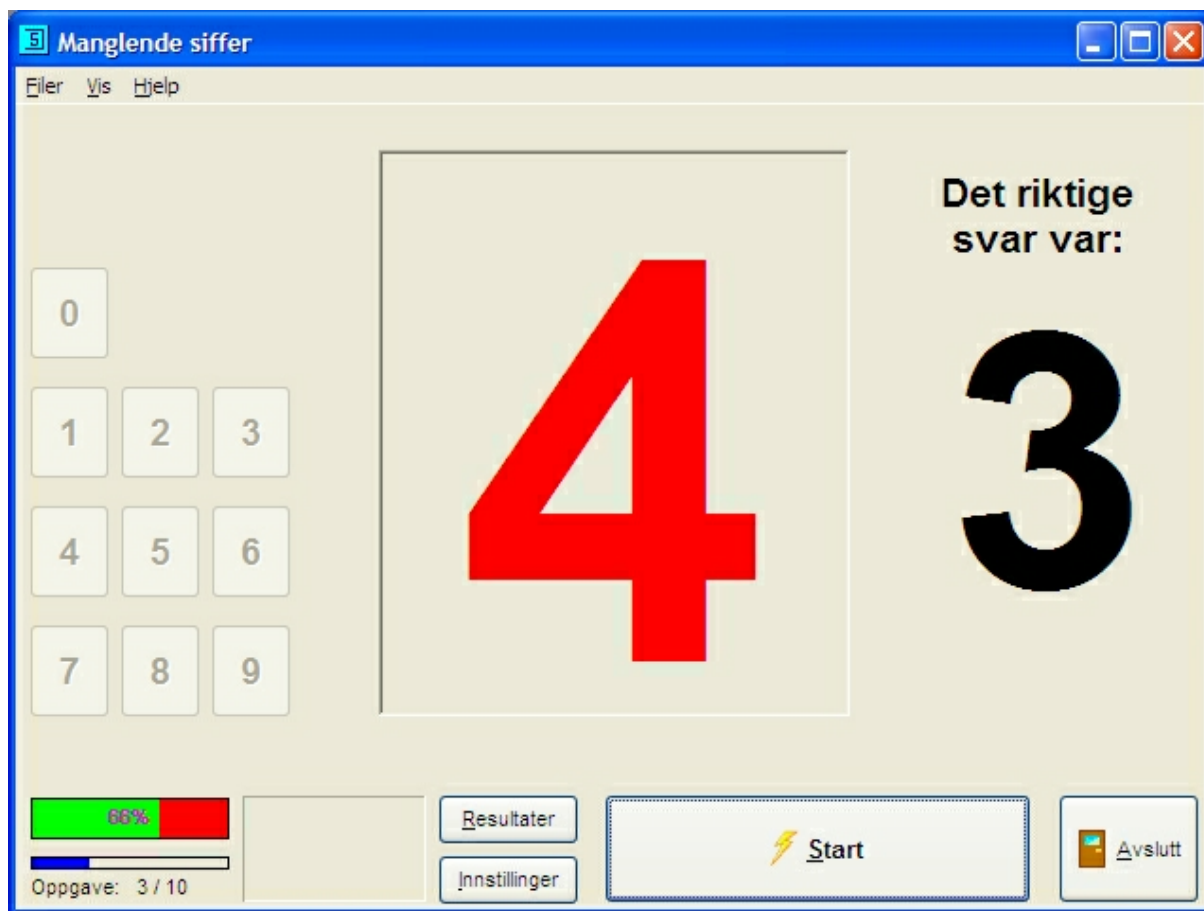 Manglende siffer
Filer Vis Hjelp
Det riktige
svar var:
0
1 2 3
4 5 6
7 8 9
4
3
66%
Oppgave: 3 / 10
Resultater
Innstillinger
Start
Avslutt